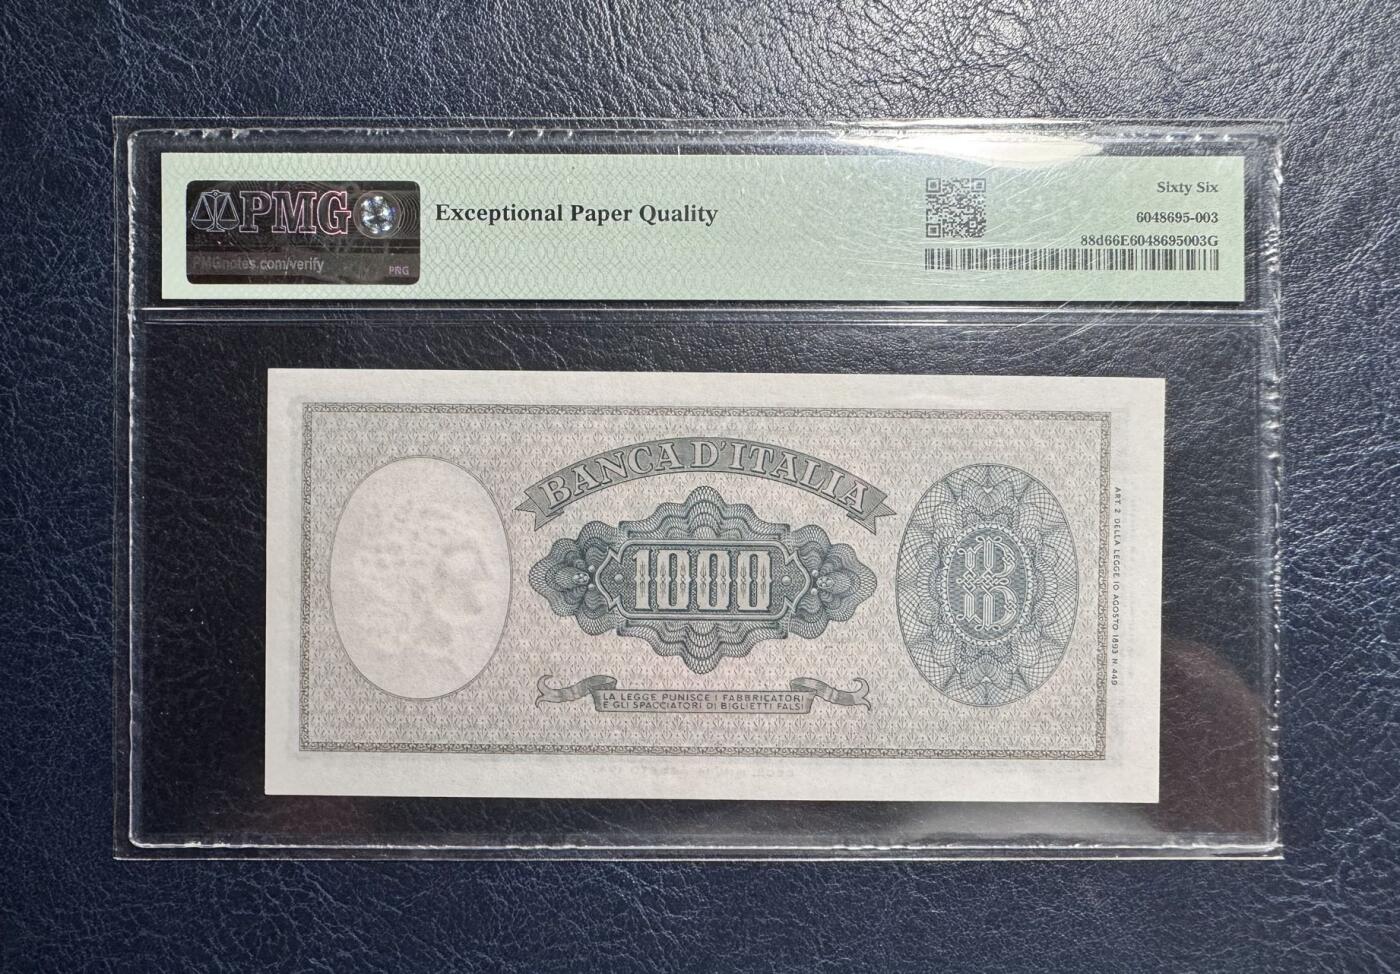 PMG
PMGnotes.com/verify
PRG
Exceptional Paper Quality
Sixty Six
6048695-003
88d66E6048695003G
BANCA D'ITALIA
1000
LA LEGGE PUNISCE I FABBRICATORI
E GLI SPACCIATORI DI BIGLIETTI FALSI
ART. 2 DELLA LEGGE 10 AGOSTO 1893 N. 449